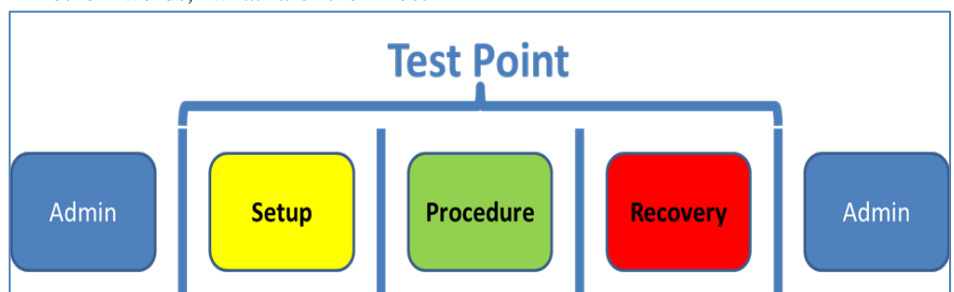 Test Point
Admin
Setup
Procedure
Recovery
Admin